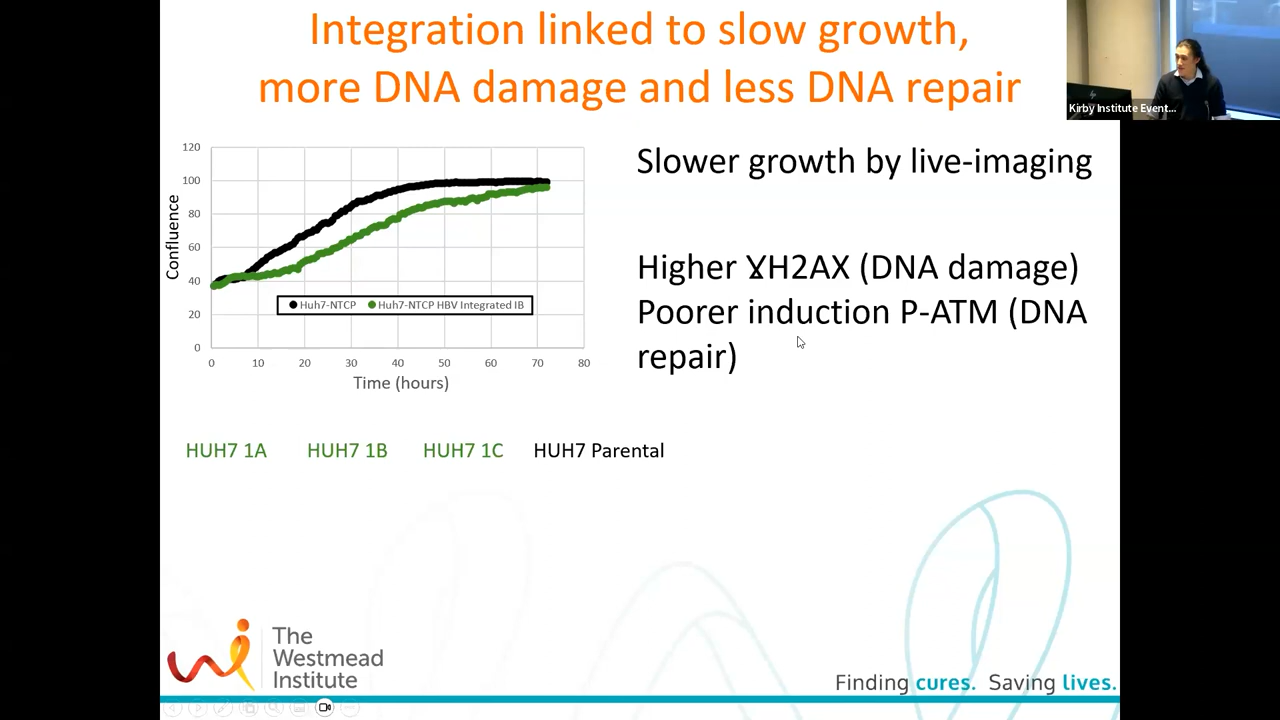 Integration linked to slow growth,
more DNA damage and less DNA repair
Kirby Institute Event...
Slower growth by live-imaging
Higher ɣH2AX (DNA damage)
Poorer induction P-ATM (DNA
repair)
120
100
80
60
40
20
0
Confluence
Huh7-NTCP
Huh7-NTCP HBV Integrated IB
0 10 20 30 40 50 60 70 80
Time (hours)
HUH7 1A HUH7 1B HUH7 1C HUH7 Parental
The
Westmead
Institute
Finding cures. Saving lives.